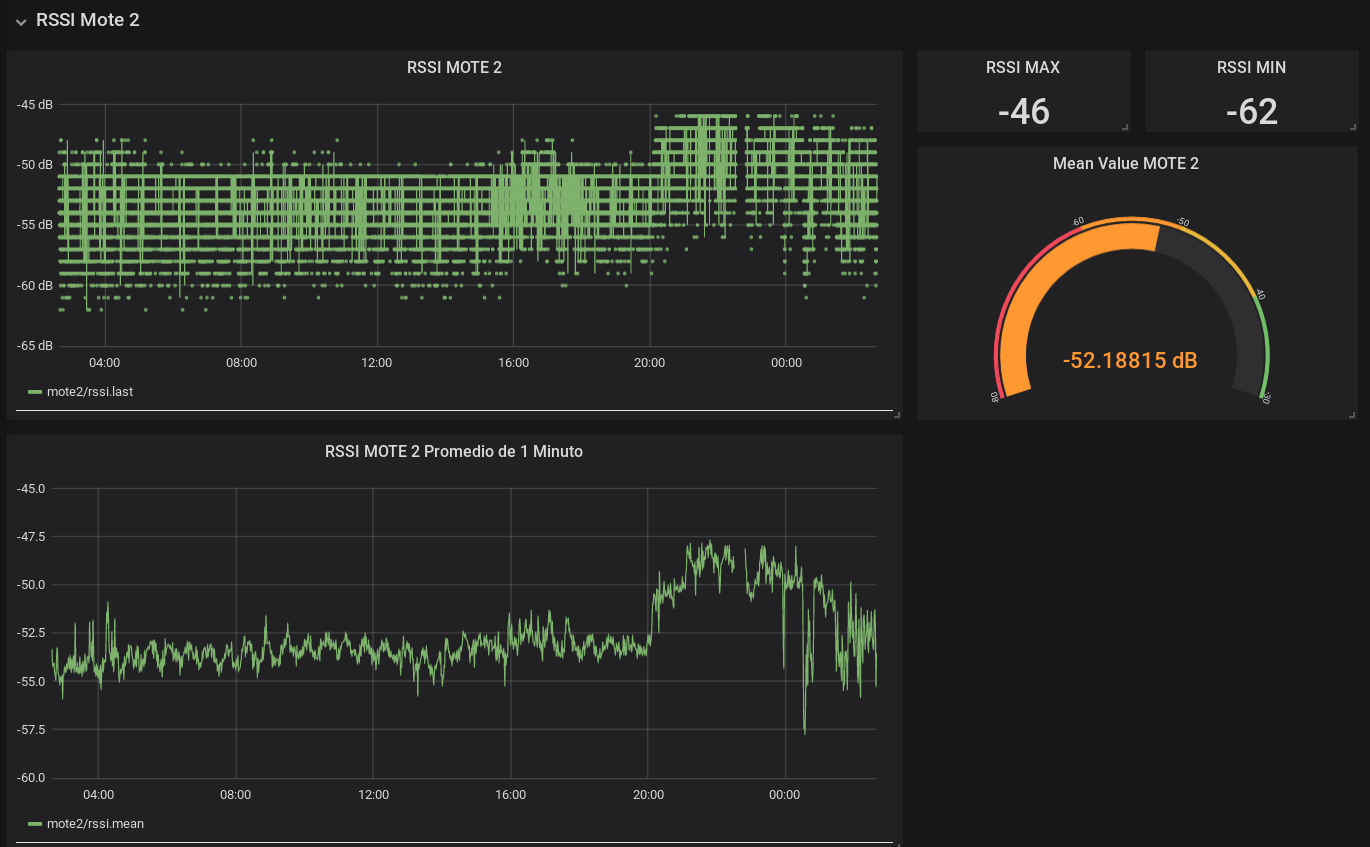 RSSI Mote 2
RSSI MOTE 2
-45 dB
-50 dB
-55 dB
-60 dB
-65 dB
04:00 08:00 12:00 16:00 20:00 00:00
mote2/rssi.last
RSSI MAX
-46
RSSI MIN
-62
Mean Value MOTE 2
-80 -60 -50 -40 -30
-52.18815 dB
RSSI MOTE 2 Promedio de 1 Minuto
-45.0
-47.5
-50.0
-52.5
-55.0
-57.5
-60.0
04:00 08:00 12:00 16:00 20:00 00:00
mote2/rssi.mean